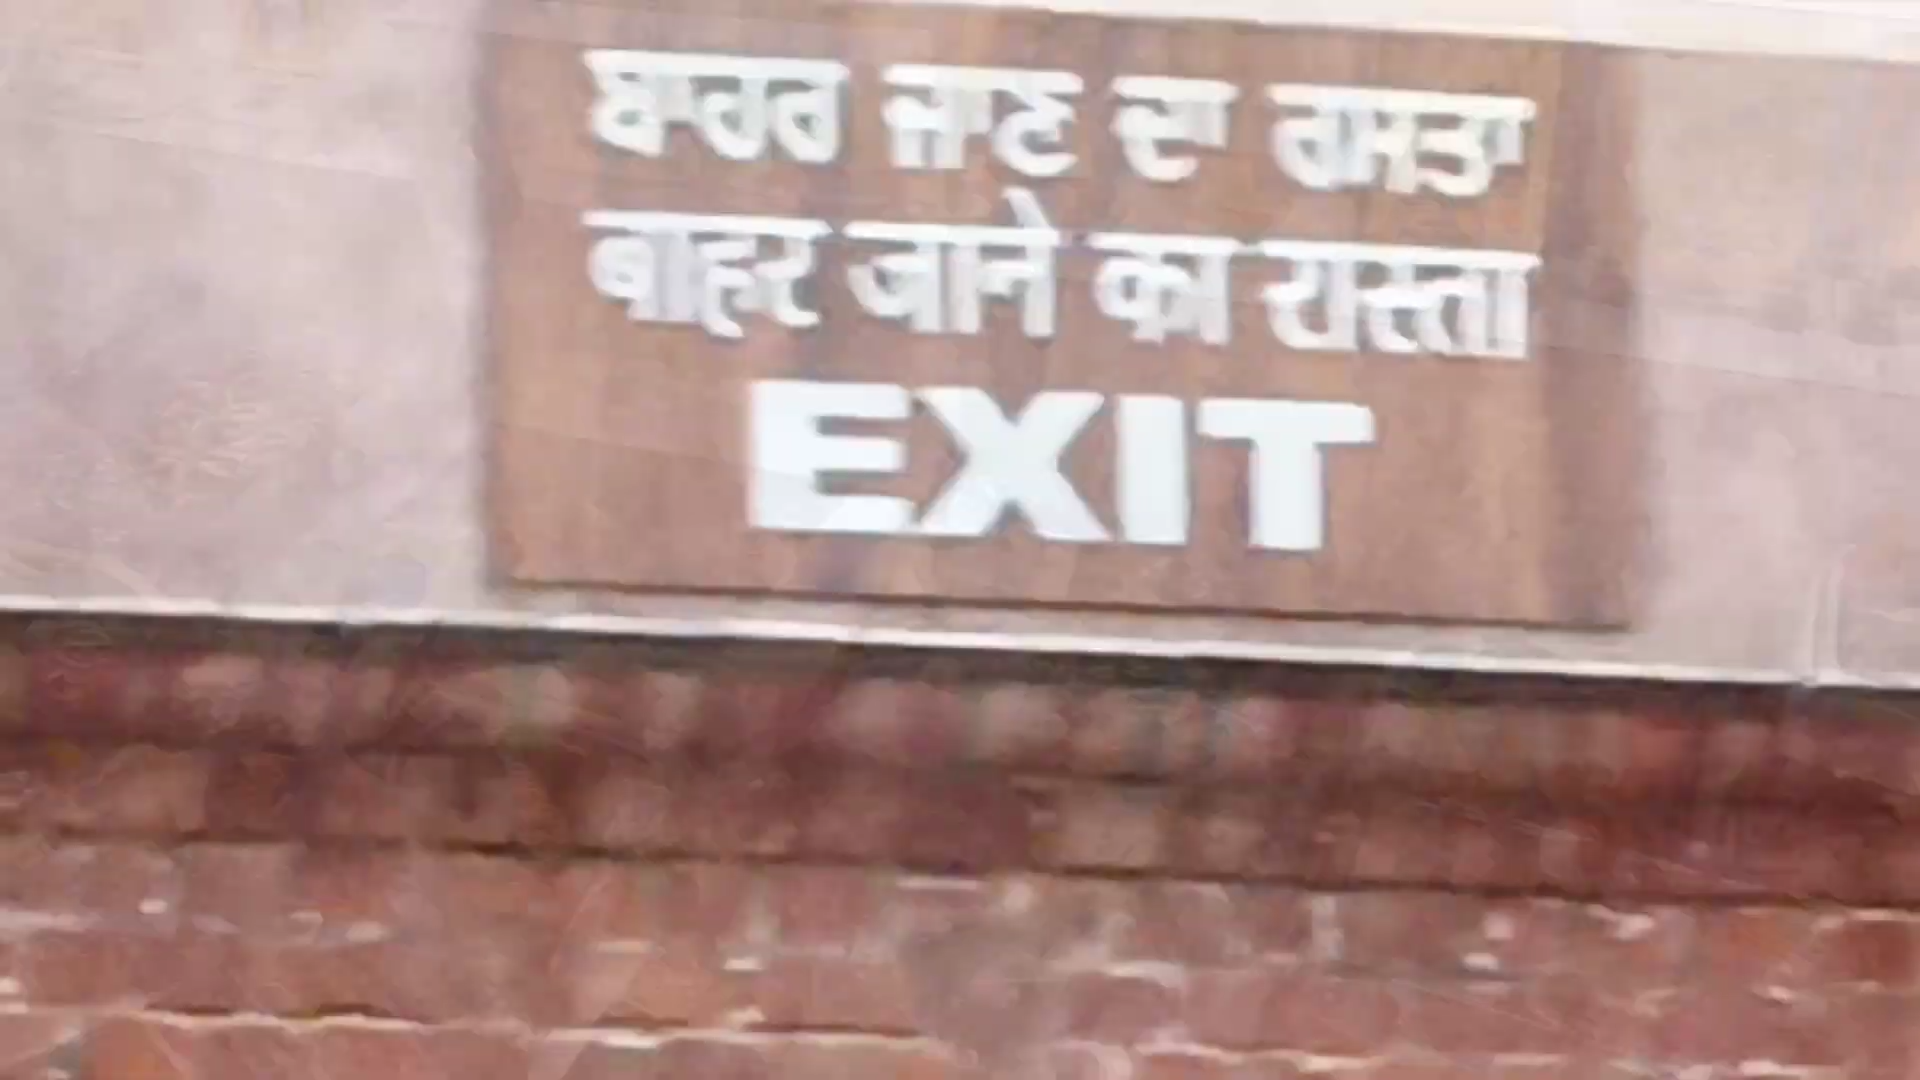 ਬਾਹਰ ਜਾਣ ਦਾ ਰਸਤਾ
बाहर जाने का रास्ता
EXIT